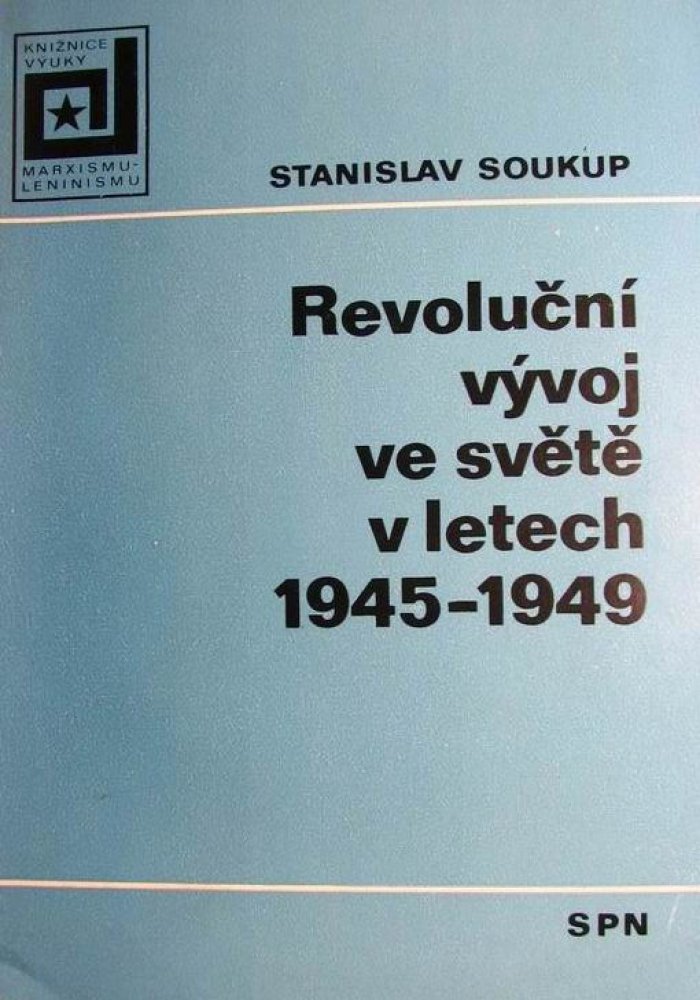 KNIŽNICE
VÝUKY
MARXISMU-
LENINISMU
STANISLAV SOUKUP
Revoluční
vývoj
ve světě
v letech
1945-1949
SPN